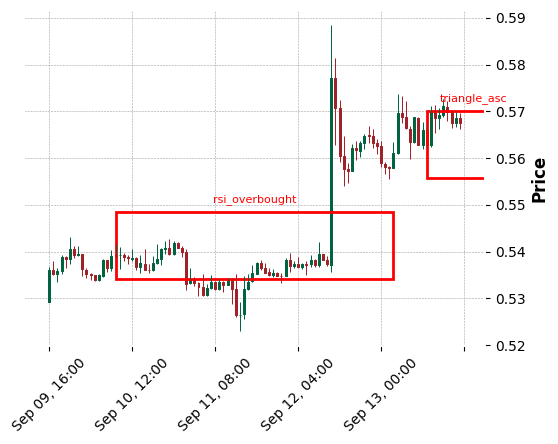 0.59
0.58
triangle_asc
0.57
0.56
Price
rsi_overbought
0.55
0.54
0.53
0.52
Sep 09, 16:00
Sep 10, 12:00
Sep 11, 08:00
Sep 12, 04:00
Sep 13, 00:00